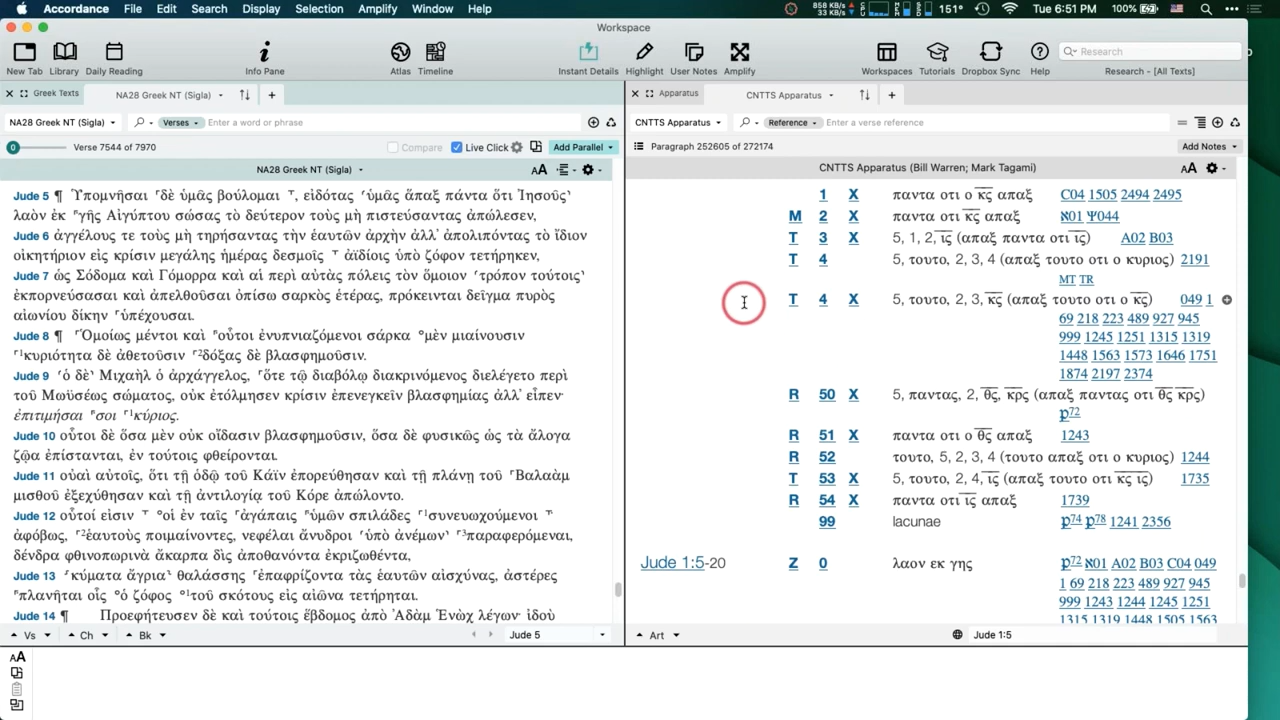 Accordance File Edit Search Display Selection Amplify Window Help 858 KB/s 33 KB/s 151° Tue 6:51 PM 100%
Workspace
New Tab Library Daily Reading Info Pane Atlas Timeline Instant Details Highlight User Notes Amplify Workspaces Tutorials Dropbox Sync Help Research
Research - [All Texts]
Greek Texts NA28 Greek NT (Sigla)
NA28 Greek NT (Sigla) Verses Enter a word or phrase
0 Verse 7544 of 7970 Compare Live Click Add Parallel
NA28 Greek NT (Sigla)
Jude 5 ¶ Ὑπομνῆσαι ⸂δὲ ὑμᾶς βούλομαι ⸆, εἰδότας ⸂ὑμᾶς ἅπαξ πάντα ὅτι Ἰησοῦς⸃
λαὸν ἐκ ⸀γῆς Αἰγύπτου σώσας τὸ δεύτερον τοὺς μὴ πιστεύσαντας ἀπώλεσεν,
Jude 6 ἀγγέλους τε τοὺς μὴ τηρήσαντας τὴν ἑαυτῶν ἀρχὴν ἀλλ᾽ ἀπολιπόντας τὸ ἴδιον
οἰκητήριον εἰς κρίσιν μεγάλης ἡμέρας δεσμοῖς ⸆ ἀϊδίοις ὑπὸ ζόφον τετήρηκεν,
Jude 7 ὡς Σόδομα καὶ Γόμορρα καὶ αἱ περὶ αὐτὰς πόλεις τὸν ὅμοιον ⸂τρόπον τούτοις⸃
ἐκπορνεύσασαι καὶ ἀπελθοῦσαι ὀπίσω σαρκὸς ἑτέρας, πρόκεινται δεῖγμα πυρὸς
αἰωνίου δίκην ⸀ὑπέχουσαι.
Jude 8 ⸀Ὁμοίως μέντοι καὶ ⸀οὗτοι ἐνυπνιαζόμενοι σάρκα °μὲν μιαίνουσιν
⸀¹κυριότητα δὲ ἀθετοῦσιν ⸀²δόξας δὲ βλασφημοῦσιν.
Jude 9 ⸂ὁ δὲ⸃ Μιχαὴλ ὁ ἀρχάγγελος, ⸀ὅτε τῷ διαβόλῳ διακρινόμενος διελέγετο περὶ
τοῦ Μωϋσέως σώματος, οὐκ ἐτόλμησεν κρίσιν ἐπενεγκεῖν βλασφημίας ἀλλ᾽ εἶπεν·
ἐπιτιμήσαι ⸀σοι ⸀¹κύριος.
Jude 10 οὗτοι δὲ ὅσα μὲν οὐκ οἴδασιν βλασφημοῦσιν, ὅσα δὲ φυσικῶς ὡς τὰ ἄλογα
ζῷα ἐπίστανται, ἐν τούτοις φθείρονται.
Jude 11 οὐαὶ αὐτοῖς, ὅτι τῇ ὁδῷ τοῦ Κάϊν ἐπορεύθησαν καὶ τῇ πλάνῃ τοῦ ⸀Βαλαὰμ
μισθοῦ ἐξεχύθησαν καὶ τῇ ἀντιλογίᾳ τοῦ Κόρε ἀπώλοντο.
Jude 12 οὗτοί εἰσιν ⸆ ⸀οἱ ἐν ταῖς ⸀ἀγάπαις ⸀ὑμῶν σπιλάδες ⸀¹συνευωχούμενοι ⸆
ἀφόβως, ⸀²ἑαυτοὺς ποιμαίνοντες, νεφέλαι ἄνυδροι ⸂ὑπὸ ἀνέμων⸃ ⸀³παραφερόμεναι,
δένδρα φθινοπωρινὰ ἄκαρπα δὶς ἀποθανόντα ἐκριζωθέντα,
Jude 13 ⸂κύματα ἄγρια⸃ θαλάσσης ⸀ἐπαφρίζοντα τὰς ἑαυτῶν αἰσχύνας, ἀστέρες
⸀πλανῆται οἷς °ὁ ζόφος °¹τοῦ σκότους εἰς αἰῶνα τετήρηται.
Jude 14 ¶ Προεφήτευσεν δὲ καὶ τούτοις ἕβδομος ἀπὸ Ἀδὰμ Ἑνὼχ λέγων· ἰδοὺ
Vs Ch Bk Jude 5
Apparatus CNTTS Apparatus
CNTTS Apparatus Reference Enter a verse reference
Paragraph 252605 of 272174 Add Notes
CNTTS Apparatus (Bill Warren; Mark Tagami)
1 X παντα οτι ο κ̅ς̅ απαξ C04 1505 2494 2495
M 2 X παντα οτι κ̅ς̅ απαξ ℵ01 Ψ044
T 3 X 5, 1, 2, ι̅ς̅ (απαξ παντα οτι ι̅ς̅) A02 B03
T 4 5, τουτο, 2, 3, 4 (απαξ τουτο οτι ο κυριος) 2191
MT TR
T 4 X 5, τουτο, 2, 3, κ̅ς̅ (απαξ τουτο οτι ο κ̅ς̅) 049 1
69 218 223 489 927 945
999 1245 1251 1315 1319
1448 1563 1573 1646 1751
1874 2197 2374
R 50 X 5, παντας, 2, θ̅ς̅, κ̅ρ̅ς̅ (απαξ παντας οτι θ̅ς̅ κ̅ρ̅ς̅)
𝔭72
R 51 X παντα οτι ο θ̅ς̅ απαξ 1243
R 52 τουτο, 5, 2, 3, 4 (τουτο απαξ οτι ο κυριος) 1244
T 53 X 5, τουτο, 2, 4, ι̅ς̅ (απαξ τουτο οτι κ̅ς̅ ι̅ς̅) 1735
R 54 X παντα οτι ι̅ς̅ απαξ 1739
99 lacunae 𝔭74 𝔭78 1241 2356
Jude 1:5-20 Z 0 λαον εκ γης 𝔭72 ℵ01 A02 B03 C04 049
1 69 218 223 489 927 945
999 1243 1244 1245 1251
1315 1319 1448 1505 1563
Art Jude 1:5